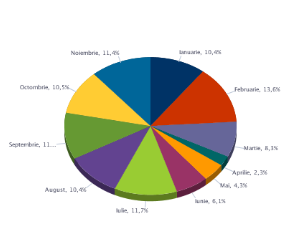 Noiembrie, 11,4%
Ianuarie, 10,4%
Octombrie, 10,5%
Februarie, 13,6%
Septembrie, 11...
Martie, 8,3%
Aprilie, 2,3%
Mai, 4,3%
August, 10,4%
Iunie, 6,1%
Iulie, 11,7%